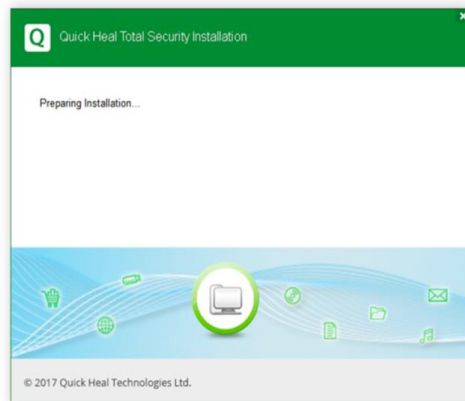 Q
Quick Heal Total Security Installation
Preparing Installation...
© 2017 Quick Heal Technologies Ltd.